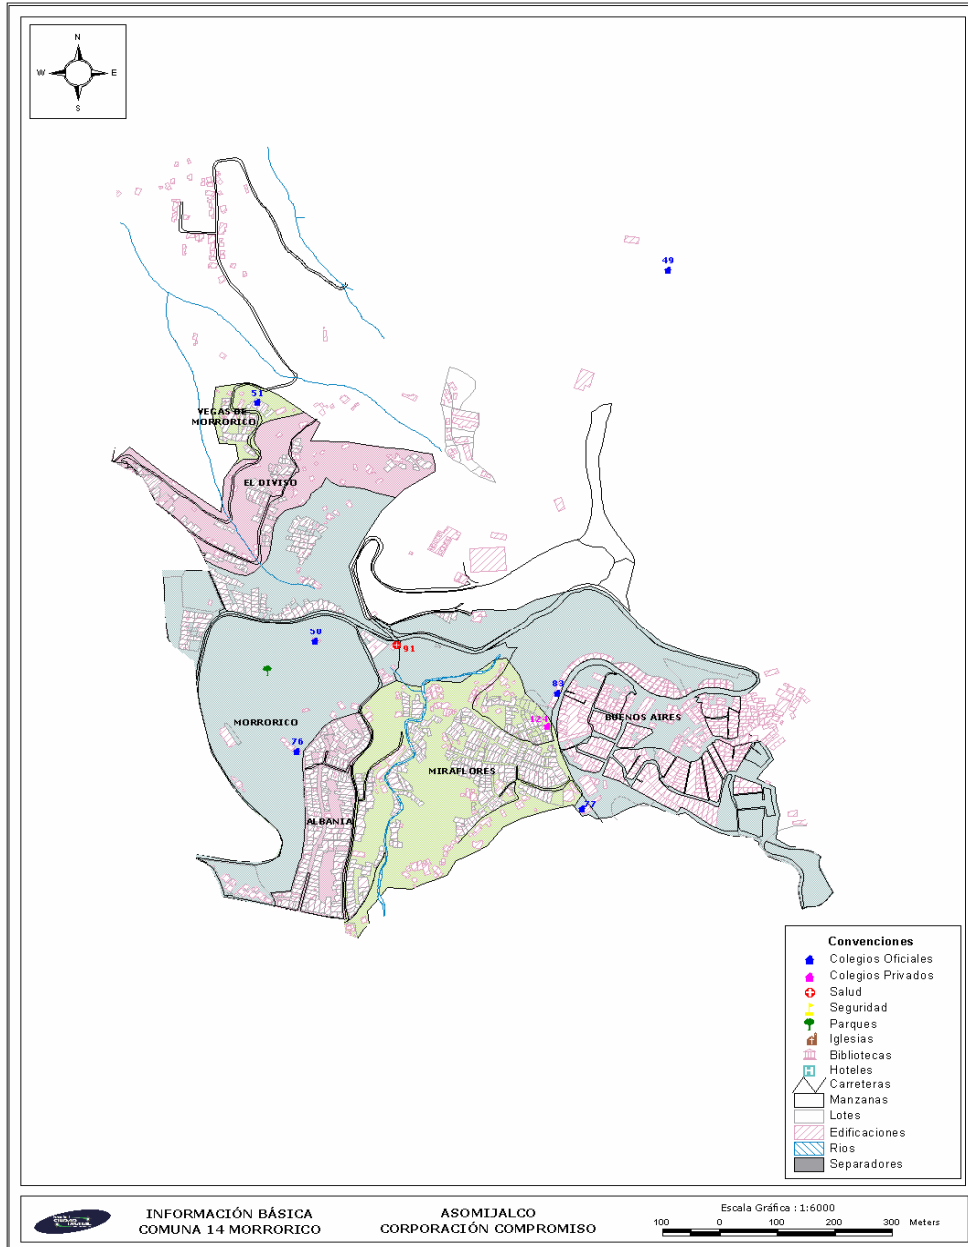 N
W E
S
49
51
VEGAS DE
MORRORICO
EL DIVISO
50
91
83
124
BUENOS AIRES
MORRORICO
76
MIRAFLORES
77
ALBANIA
Convenciones
Colegios Oficiales
Colegios Privados
Salud
Seguridad
Parques
Iglesias
Bibliotecas
Hoteles
Carreteras
Manzanas
Lotes
Edificaciones
Rios
Separadores
INFORMACIÓN BÁSICA
COMUNA 14 MORRORICO
ASOMIJALCO
CORPORACIÓN COMPROMISO
Escala Gráfica : 1:6000
100 0 100 200 300 Meters